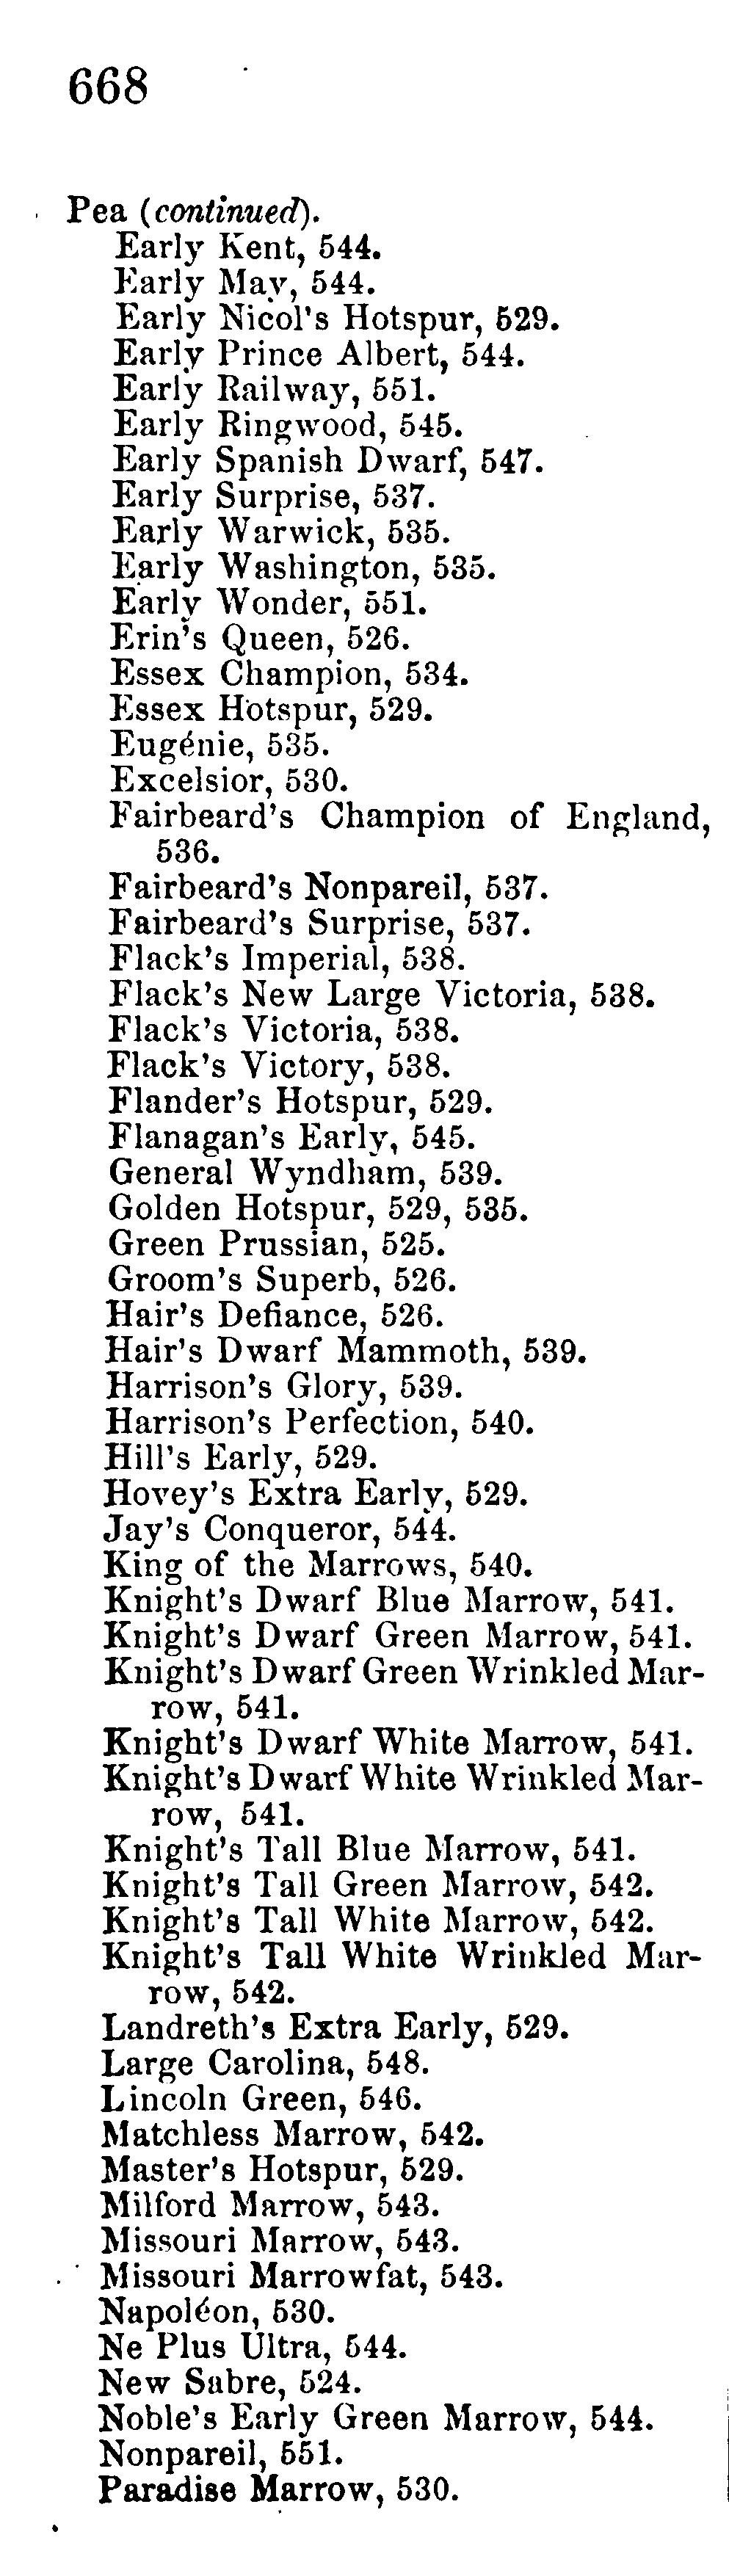 668
Pea (continued).
Early Kent, 544.
Early May, 544.
Early Nicol's Hotspur, 529.
Early Prince Albert, 544.
Early Railway, 551.
Early Ringwood, 545.
Early Spanish Dwarf, 547.
Early Surprise, 537.
Early Warwick, 535.
Early Washington, 535.
Early Wonder, 551.
Erin's Queen, 526.
Essex Champion, 534.
Essex Hotspur, 529.
Eugénie, 535.
Excelsior, 530.
Fairbeard's Champion of England,
536.
Fairbeard's Nonpareil, 537.
Fairbeard's Surprise, 537.
Flack's Imperial, 538.
Flack's New Large Victoria, 538.
Flack's Victoria, 538.
Flack's Victory, 538.
Flander's Hotspur, 529.
Flanagan's Early, 545.
General Wyndham, 539.
Golden Hotspur, 529, 535.
Green Prussian, 525.
Groom's Superb, 526.
Hair's Defiance, 526.
Hair's Dwarf Mammoth, 539.
Harrison's Glory, 539.
Harrison's Perfection, 540.
Hill's Early, 529.
Hovey's Extra Early, 529.
Jay's Conqueror, 544.
King of the Marrows, 540.
Knight's Dwarf Blue Marrow, 541.
Knight's Dwarf Green Marrow, 541.
Knight's Dwarf Green Wrinkled Mar-
row, 541.
Knight's Dwarf White Marrow, 541.
Knight's Dwarf White Wrinkled Mar-
row, 541.
Knight's Tall Blue Marrow, 541.
Knight's Tall Green Marrow, 542.
Knight's Tall White Marrow, 542.
Knight's Tall White Wrinkled Mar-
row, 542.
Landreth's Extra Early, 529.
Large Carolina, 548.
Lincoln Green, 546.
Matchless Marrow, 542.
Master's Hotspur, 529.
Milford Marrow, 543.
Missouri Marrow, 543.
Missouri Marrowfat, 543.
Napoléon, 530.
Ne Plus Ultra, 544.
New Sabre, 524.
Noble's Early Green Marrow, 544.
Nonpareil, 551.
Paradise Marrow, 530.